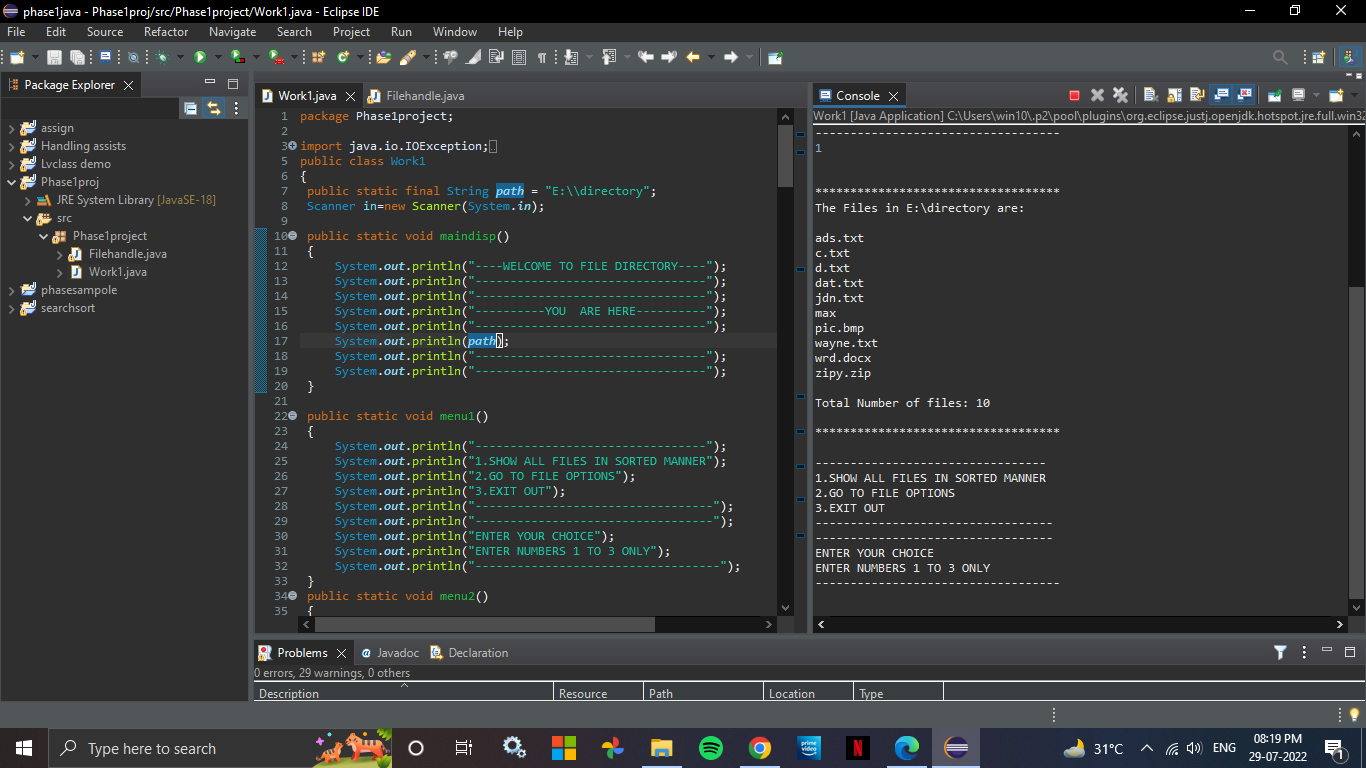 phase1java - Phase1proj/src/Phase1project/Work1.java - Eclipse IDE
File Edit Source Refactor Navigate Search Project Run Window Help
Package Explorer
assign
Handling assists
Lvclass demo
Phase1proj
JRE System Library [JavaSE-18]
src
Phase1project
Filehandle.java
Work1.java
phasesampole
searchsort
Work1.java Filehandle.java
1 package Phase1project;
2
3 import java.io.IOException;
5 public class Work1
6 {
7 public static final String path = "E:\\directory";
8 Scanner in=new Scanner(System.in);
9
10 public static void maindisp()
11 {
12 System.out.println("----WELCOME TO FILE DIRECTORY----");
13 System.out.println("---------------------------------");
14 System.out.println("---------------------------------");
15 System.out.println("----------YOU  ARE HERE----------");
16 System.out.println("---------------------------------");
17 System.out.println(path);
18 System.out.println("---------------------------------");
19 System.out.println("---------------------------------");
20 }
21
22 public static void menu1()
23 {
24 System.out.println("---------------------------------");
25 System.out.println("1.SHOW ALL FILES IN SORTED MANNER");
26 System.out.println("2.GO TO FILE OPTIONS");
27 System.out.println("3.EXIT OUT");
28 System.out.println("----------------------------------");
29 System.out.println("----------------------------------");
30 System.out.println("ENTER YOUR CHOICE");
31 System.out.println("ENTER NUMBERS 1 TO 3 ONLY");
32 System.out.println("-----------------------------------");
33 }
34 public static void menu2()
35 {
Console
Work1 [Java Application] C:\Users\win10\.p2\pool\plugins\org.eclipse.justj.openjdk.hotspot.jre.full.win32
-----------------------------------
1
***********************************
The Files in E:\directory are:
ads.txt
c.txt
d.txt
dat.txt
jdn.txt
max
pic.bmp
wayne.txt
wrd.docx
zipy.zip
Total Number of files: 10
***********************************
---------------------------------
1.SHOW ALL FILES IN SORTED MANNER
2.GO TO FILE OPTIONS
3.EXIT OUT
----------------------------------
----------------------------------
ENTER YOUR CHOICE
ENTER NUMBERS 1 TO 3 ONLY
-----------------------------------
Problems @ Javadoc Declaration
0 errors, 29 warnings, 0 others
Description Resource Path Location Type
Type here to search
prime video
N
31°C
ENG
08:19 PM
29-07-2022
1